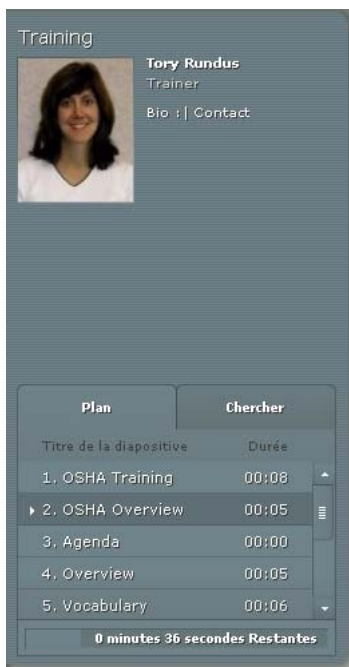 Training
Tory Rundus
Trainer
Bio :| Contact
Plan Chercher
Titre de la diapositive Durée
1. OSHA Training 00:08
2. OSHA Overview 00:05
3. Agenda 00:00
4. Overview 00:05
5. Vocabulary 00:06
0 minutes 36 secondes Restantes